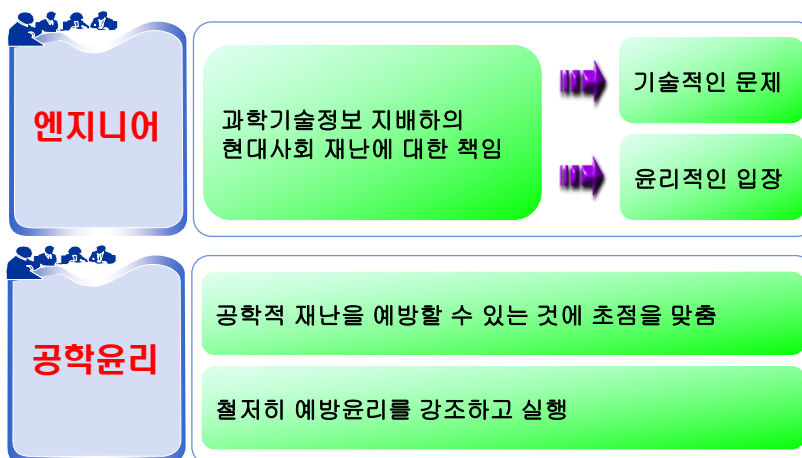 엔지니어
과학기술정보 지배하의
현대사회 재난에 대한 책임
기술적인 문제
윤리적인 입장
공학윤리
공학적 재난을 예방할 수 있는 것에 초점을 맞춤
철저히 예방윤리를 강조하고 실행